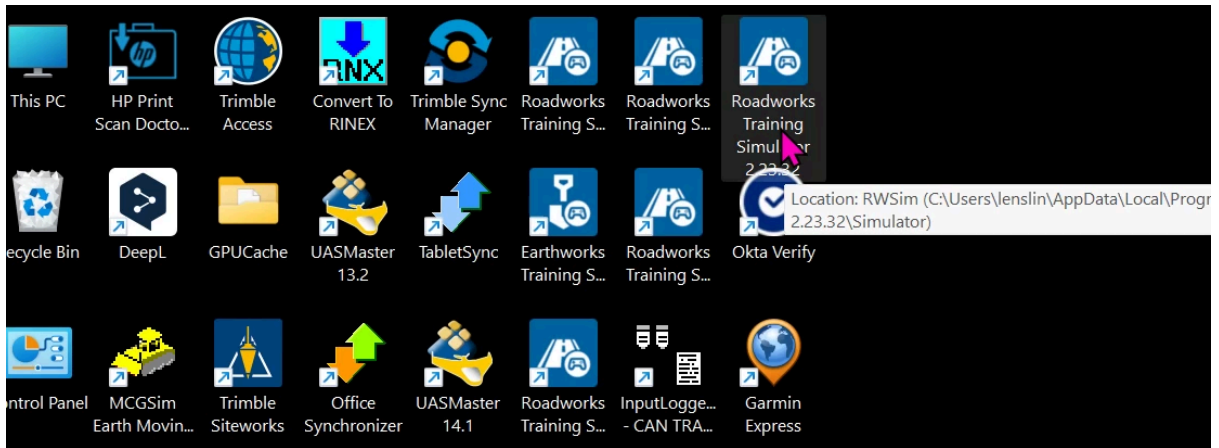 This PC
HP Print
Scan Docto...
Trimble
Access
RNX
Convert To
RINEX
Trimble Sync
Manager
Roadworks
Training S...
Roadworks
Training S...
Roadworks
Training
2.23.32
ecycle Bin
DeepL
GPUCache
UASMaster
13.2
TabletSync
Earthworks
Training S...
Roadworks
Training S...
Okta Verify
Location: RWSim (C:\Users\lenslin\AppData\Local\Progr
2.23.32\Simulator)
ntrol Panel
MCGSim
Earth Movin...
Trimble
Siteworks
Office
Synchronizer
UASMaster
14.1
Roadworks
Training S...
InputLogge...
- CAN TRA...
Garmin
Express
hp